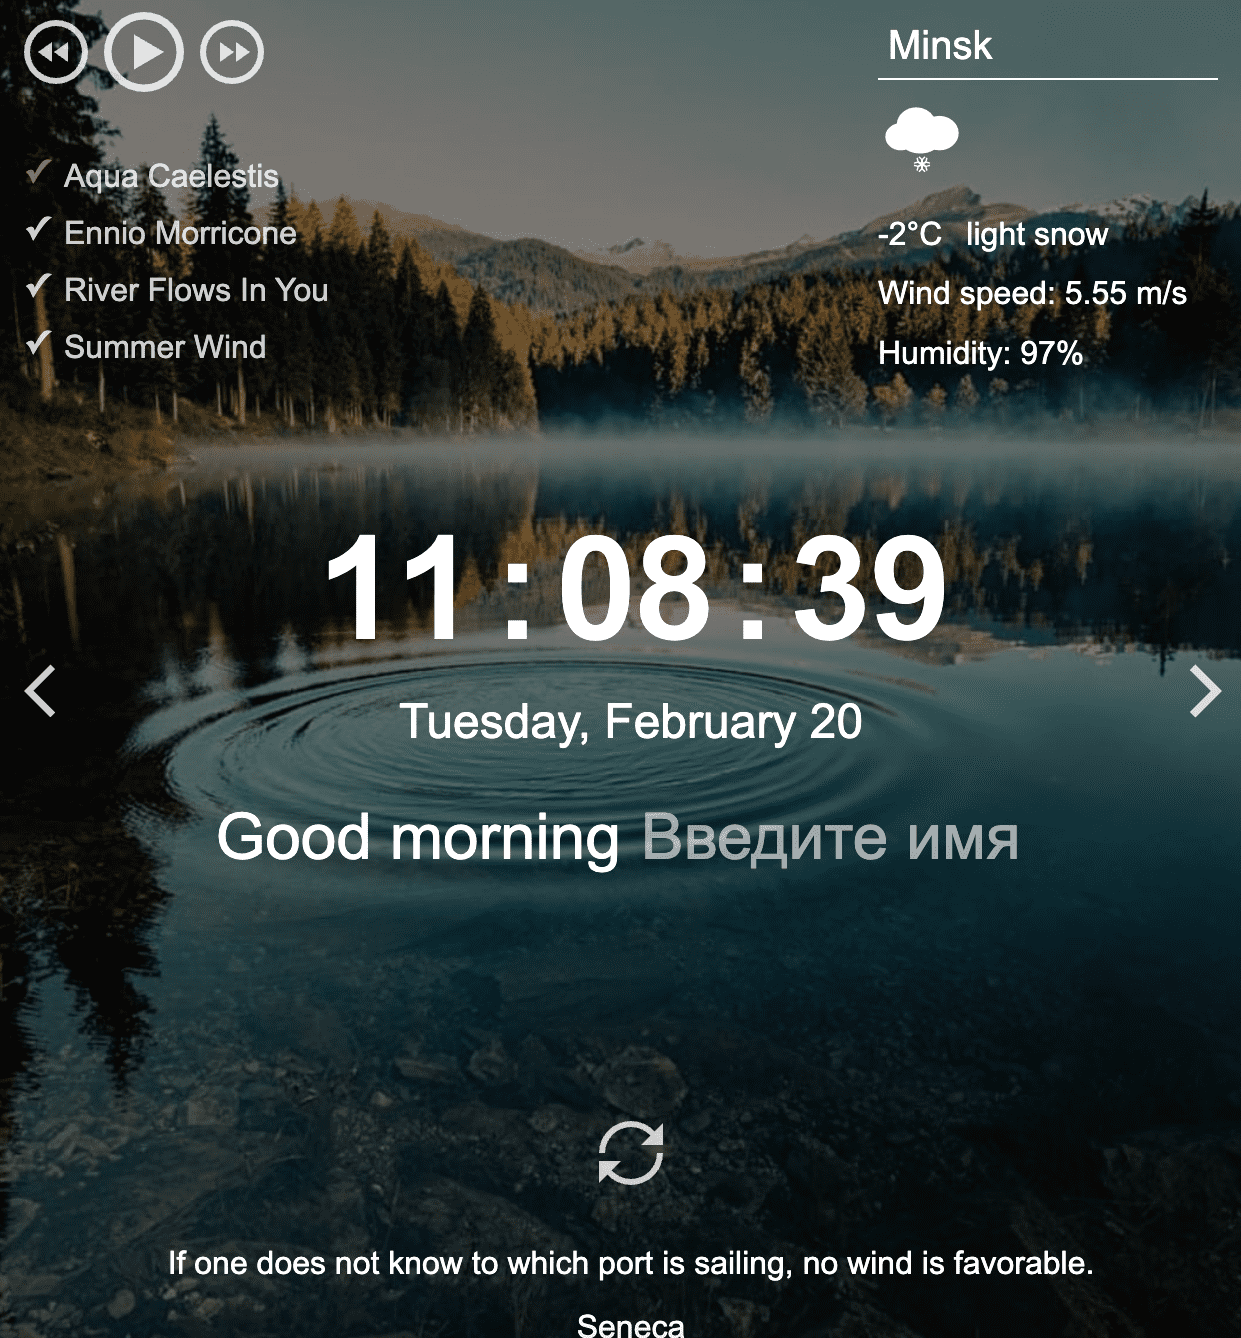 Minsk
Aqua Caelestis
Ennio Morricone
River Flows In You
Summer Wind
-2°C light snow
Wind speed: 5.55 m/s
Humidity: 97%
11:08:39
Tuesday, February 20
Good morning Введите имя
If one does not know to which port is sailing, no wind is favorable.
Seneca